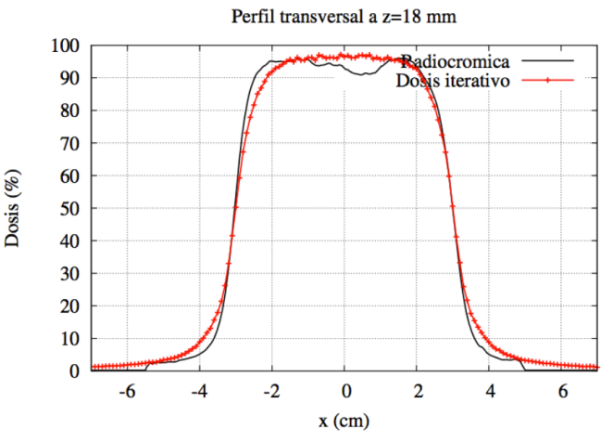 Perfil transversal a z=18 mm
100
90
80
70
60
50
40
30
20
10
0
Dosis (%)
Radiocromica
Dosis iterativo
-6 -4 -2 0 2 4 6
x (cm)